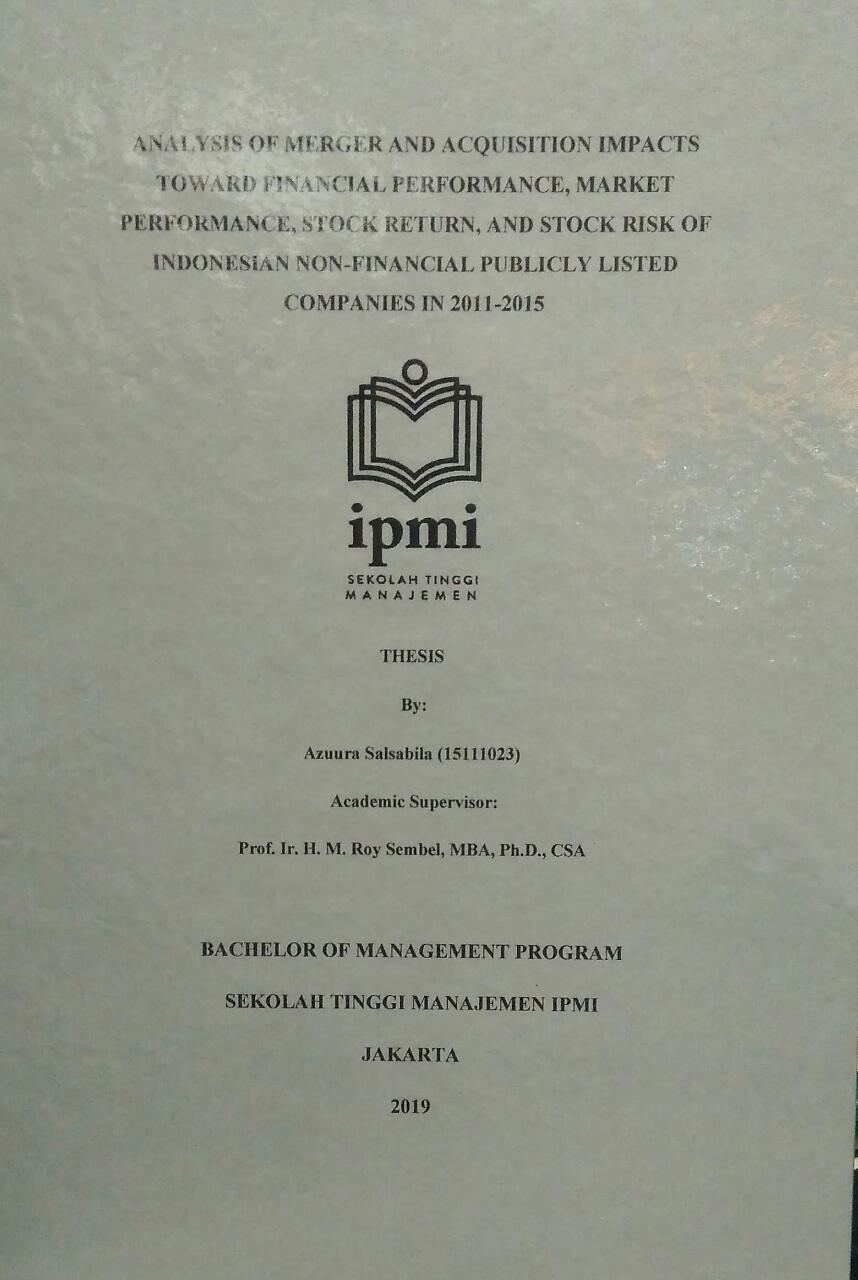 ANALYSIS OF MERGER AND ACQUISITION IMPACTS
TOWARD FINANCIAL PERFORMANCE, MARKET
PERFORMANCE, STOCK RETURN, AND STOCK RISK OF
INDONESIAN NON-FINANCIAL PUBLICLY LISTED
COMPANIES IN 2011-2015
ipmi
SEKOLAH TINGGI
MANAJEMEN
THESIS
By:
Azuura Salsabila (15111023)
Academic Supervisor:
Prof. Ir. H. M. Roy Sembel, MBA, Ph.D., CSA
BACHELOR OF MANAGEMENT PROGRAM
SEKOLAH TINGGI MANAJEMEN IPMI
JAKARTA
2019